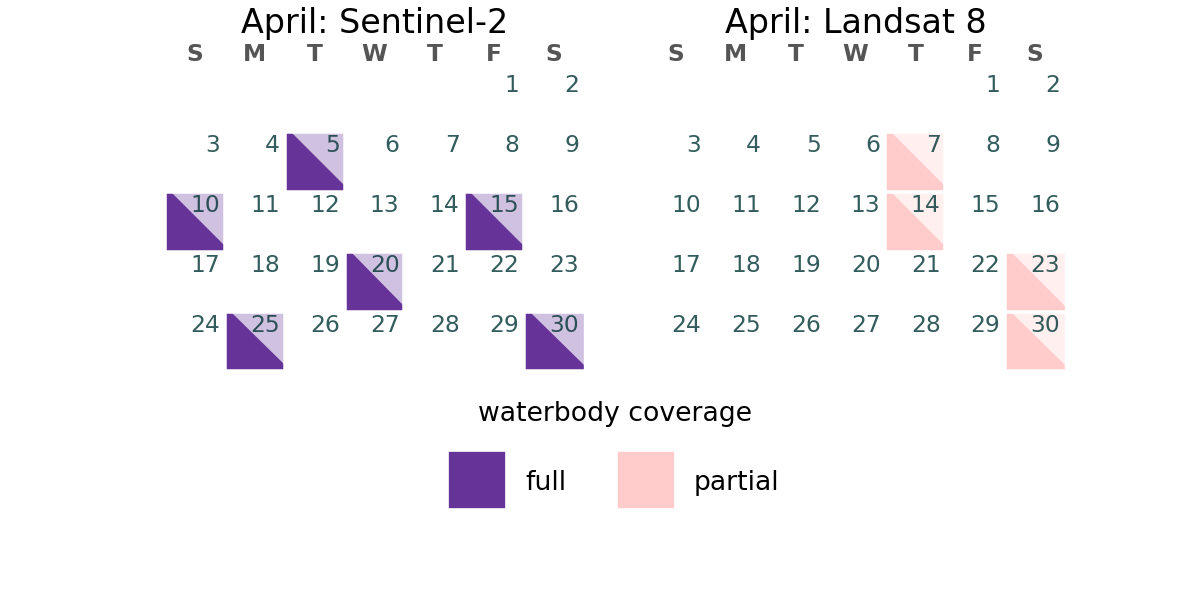 April: Sentinel-2
S M T W T F S
1 2
3 4 5 6 7 8 9
10 11 12 13 14 15 16
17 18 19 20 21 22 23
24 25 26 27 28 29 30
April: Landsat 8
S M T W T F S
1 2
3 4 5 6 7 8 9
10 11 12 13 14 15 16
17 18 19 20 21 22 23
24 25 26 27 28 29 30
waterbody coverage
full
partial